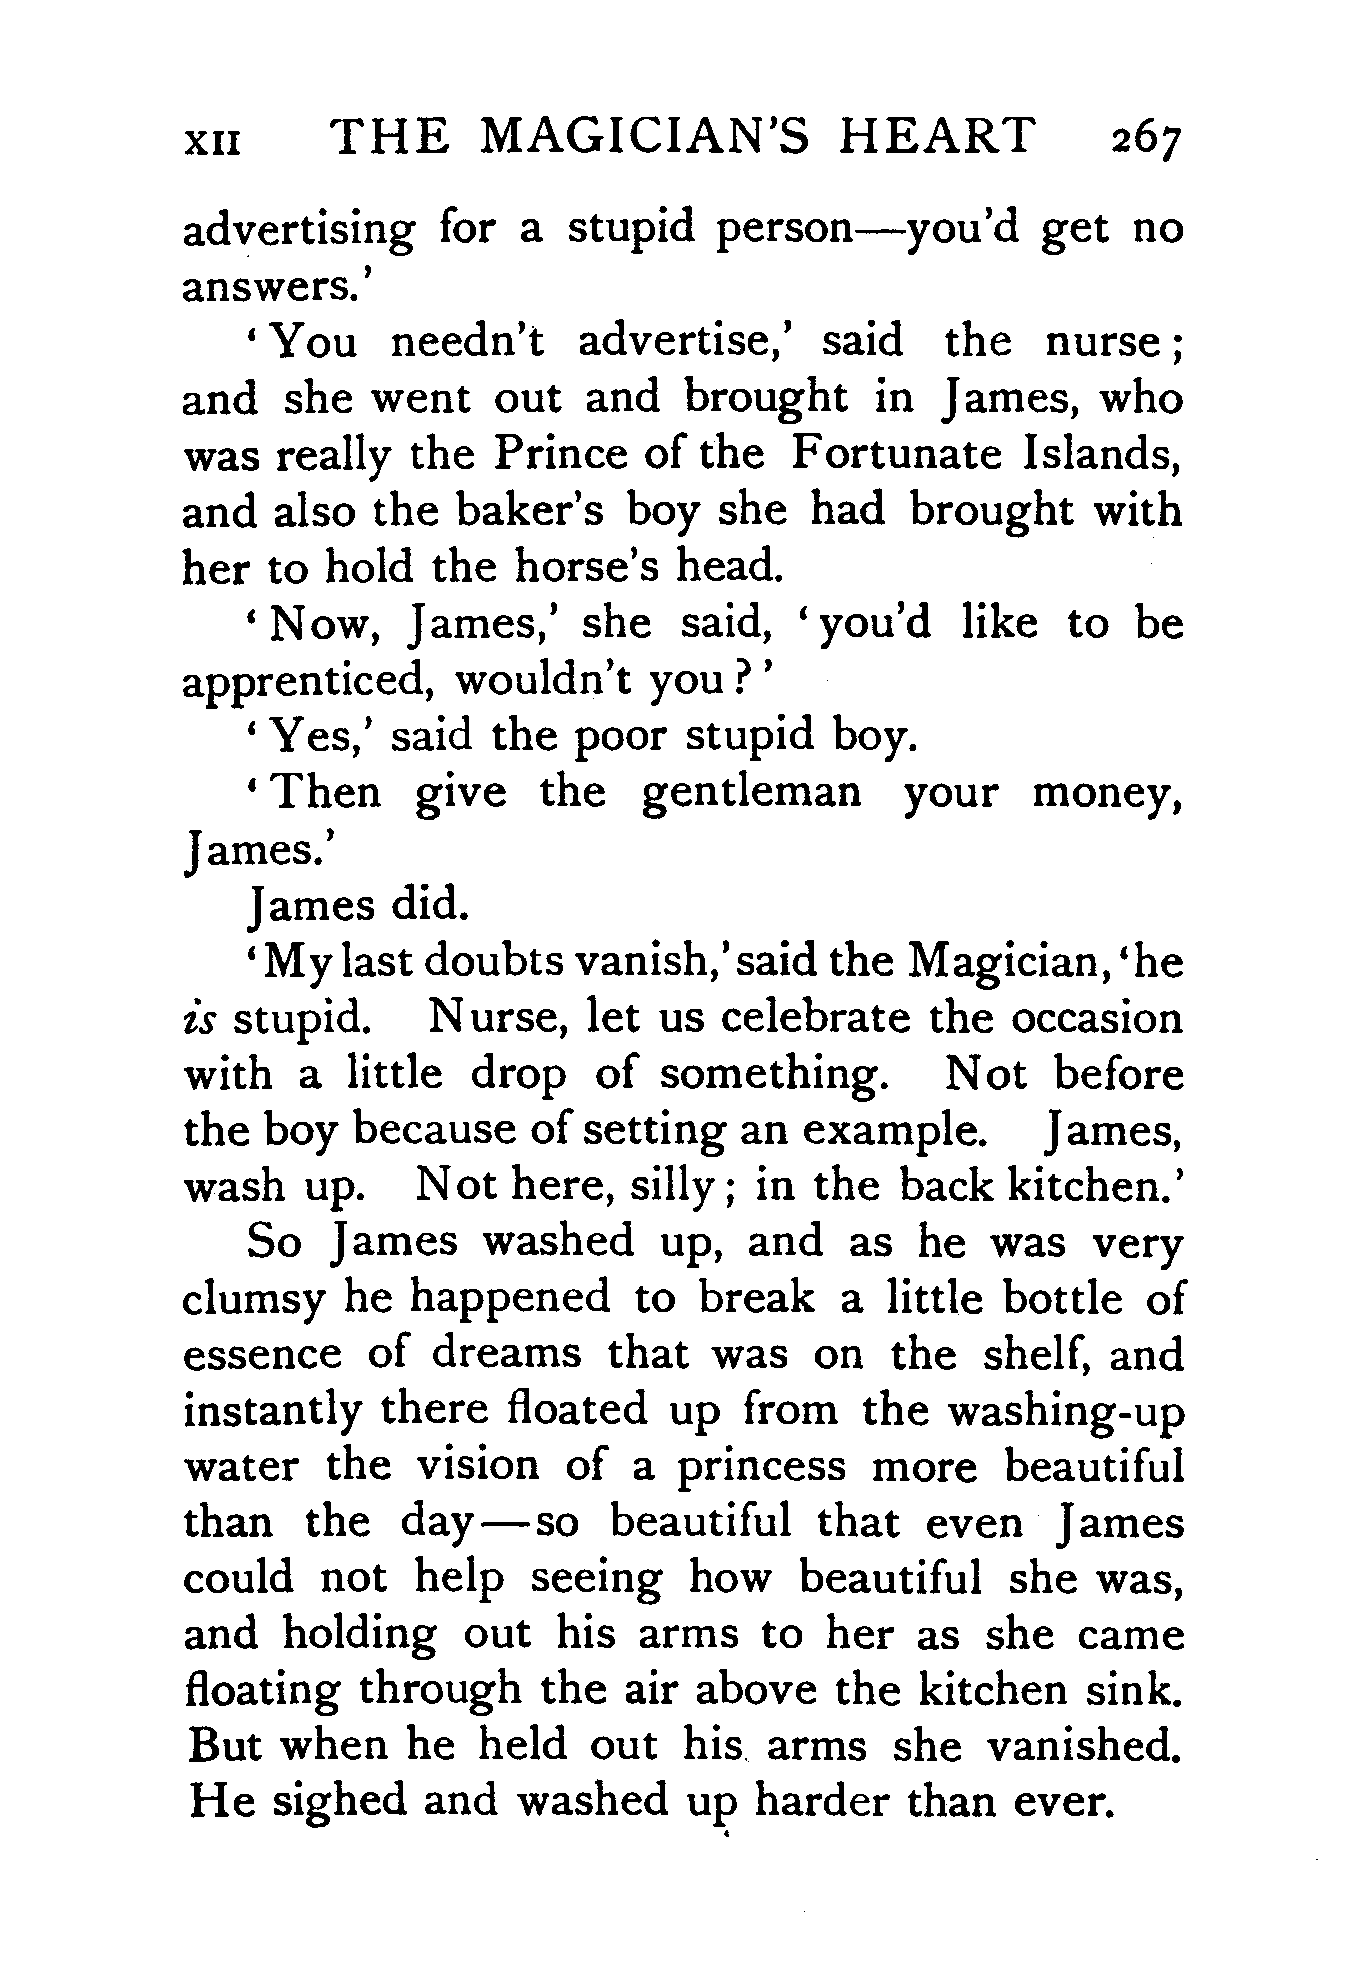 XII THE MAGICIAN'S HEART 267
advertising for a stupid person—you'd get no
answers.'
‘You needn't advertise,’ said the nurse;
and she went out and brought in James, who
was really the Prince of the Fortunate Islands,
and also the baker's boy she had brought with
her to hold the horse's head.
‘Now, James,’ she said, ‘you'd like to be
apprenticed, wouldn't you?’
‘Yes,’ said the poor stupid boy.
‘Then give the gentleman your money,
James.’
James did.
‘My last doubts vanish,’ said the Magician, ‘he
is stupid. Nurse, let us celebrate the occasion
with a little drop of something. Not before
the boy because of setting an example. James,
wash up. Not here, silly; in the back kitchen.’
So James washed up, and as he was very
clumsy he happened to break a little bottle of
essence of dreams that was on the shelf, and
instantly there floated up from the washing-up
water the vision of a princess more beautiful
than the day—so beautiful that even James
could not help seeing how beautiful she was,
and holding out his arms to her as she came
floating through the air above the kitchen sink.
But when he held out his arms she vanished.
He sighed and washed up harder than ever.